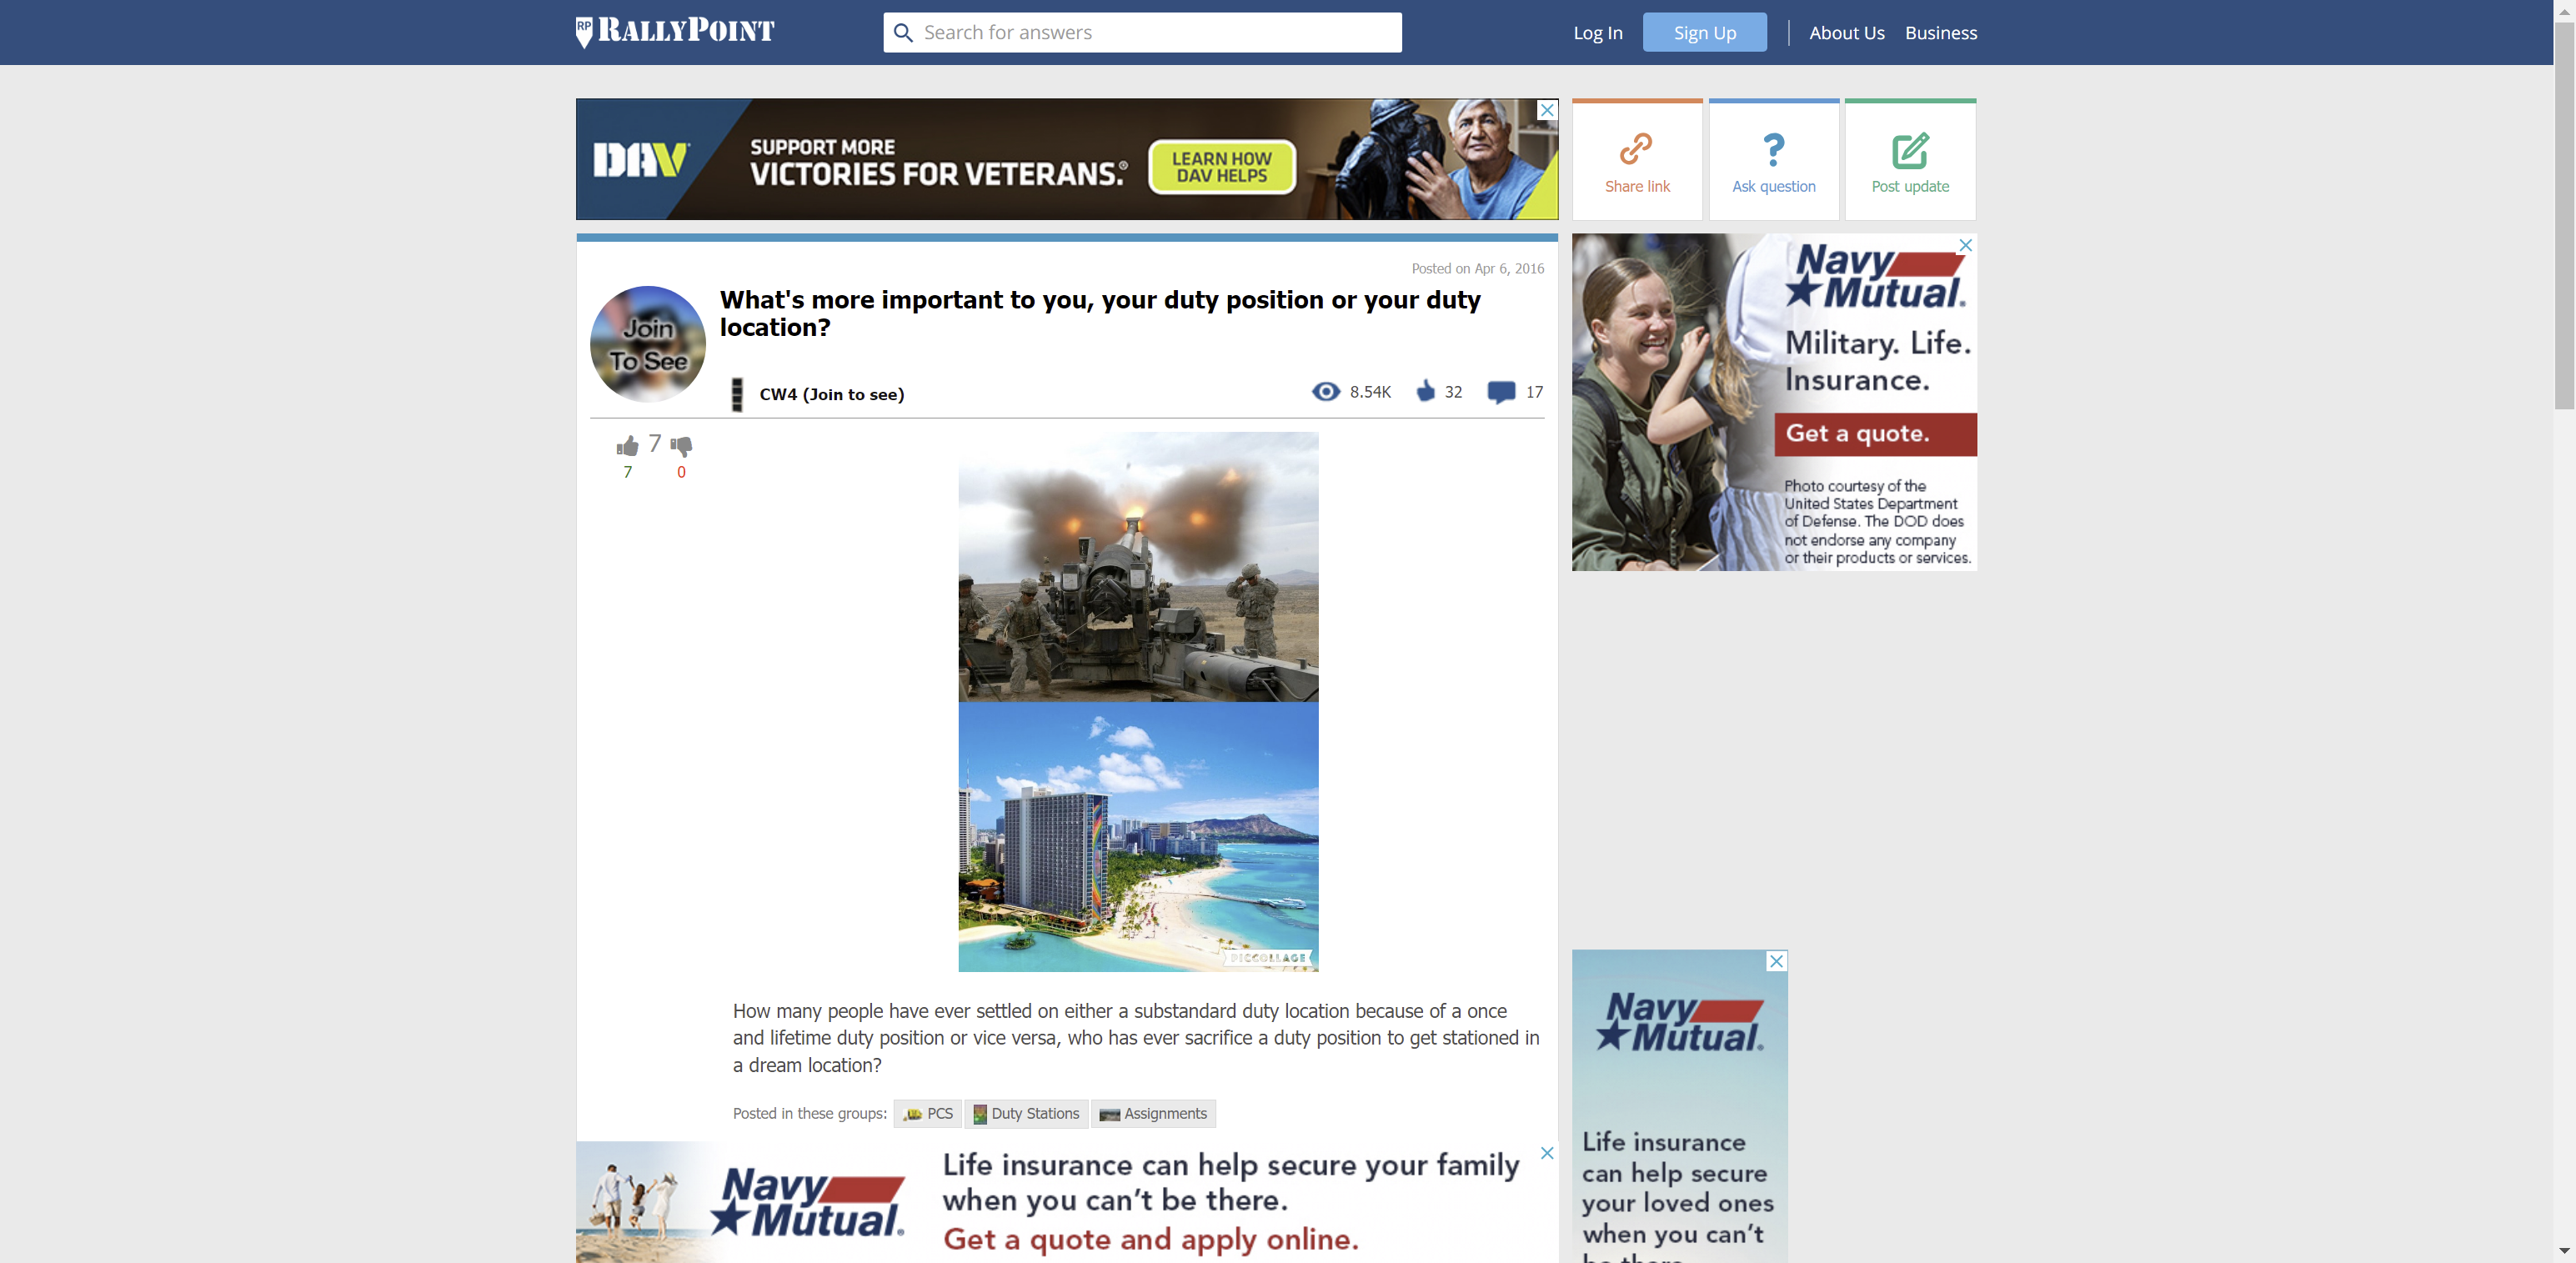 RP RALLYPOINT
Search for answers
Log In
Sign Up
About Us
Business
DAV
SUPPORT MORE
VICTORIES FOR VETERANS.®
LEARN HOW
DAV HELPS
Share link
Ask question
Post update
Posted on Apr 6, 2016
What's more important to you, your duty position or your duty
location?
Join
To See
CW4 (Join to see)
8.54K
32
17
7
7
0
Navy
Mutual.
Military. Life.
Insurance.
Get a quote.
Photo courtesy of the
United States Department
of Defense. The DOD does
not endorse any company
or their products or services.
PIC COLLAGE
How many people have ever settled on either a substandard duty location because of a once
and lifetime duty position or vice versa, who has ever sacrifice a duty position to get stationed in
a dream location?
Posted in these groups:
PCS
Duty Stations
Assignments
Navy
Mutual®
Life insurance can help secure your family
when you can't be there.
Get a quote and apply online.
Navy
Mutual.
Life insurance
can help secure
your loved ones
when you can't
be there